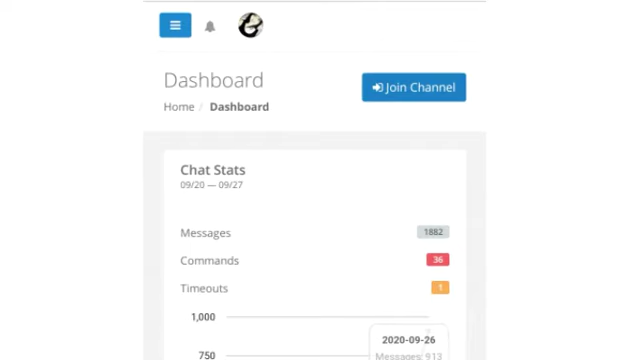 Dashboard
Join Channel
Home / Dashboard
Chat Stats
09/20 — 09/27
Messages 1882
Commands 36
Timeouts 1
1,000
2020-09-26
750
Messages: 913